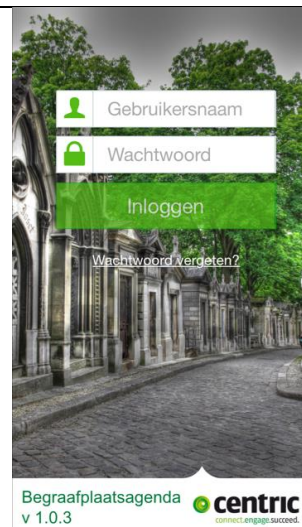 Gebruikersnaam
Wachtwoord
Inloggen
Wachtwoord vergeten?
Begraafplaatsagenda
v 1.0.3
centric
connect.engage.succeed.